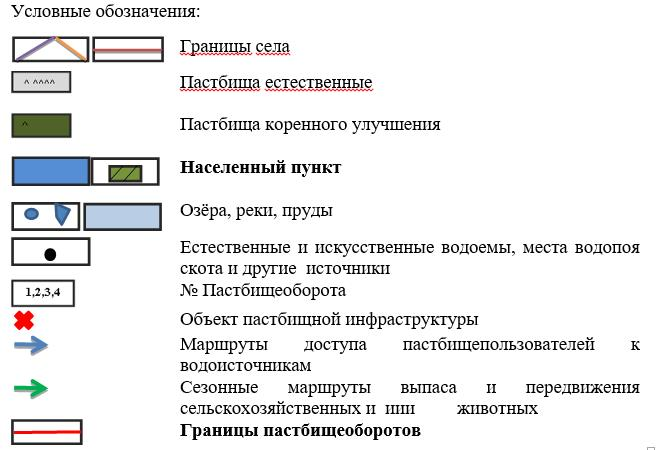 Условные обозначения:
Границы села
^ ^^^^ Пастбища естественные
^ Пастбища коренного улучшения
Населенный пункт
Озёра, реки, пруды
Естественные и искусственные водоемы, места водопоя
скота и другие источники
1,2,3,4 № Пастбищеоборота
Объект пастбищной инфраструктуры
Маршруты доступа пастбищепользователей к
водоисточникам
Сезонные маршруты выпаса и передвижения
сельскохозяйственных и иии животных
Границы пастбищеоборотов